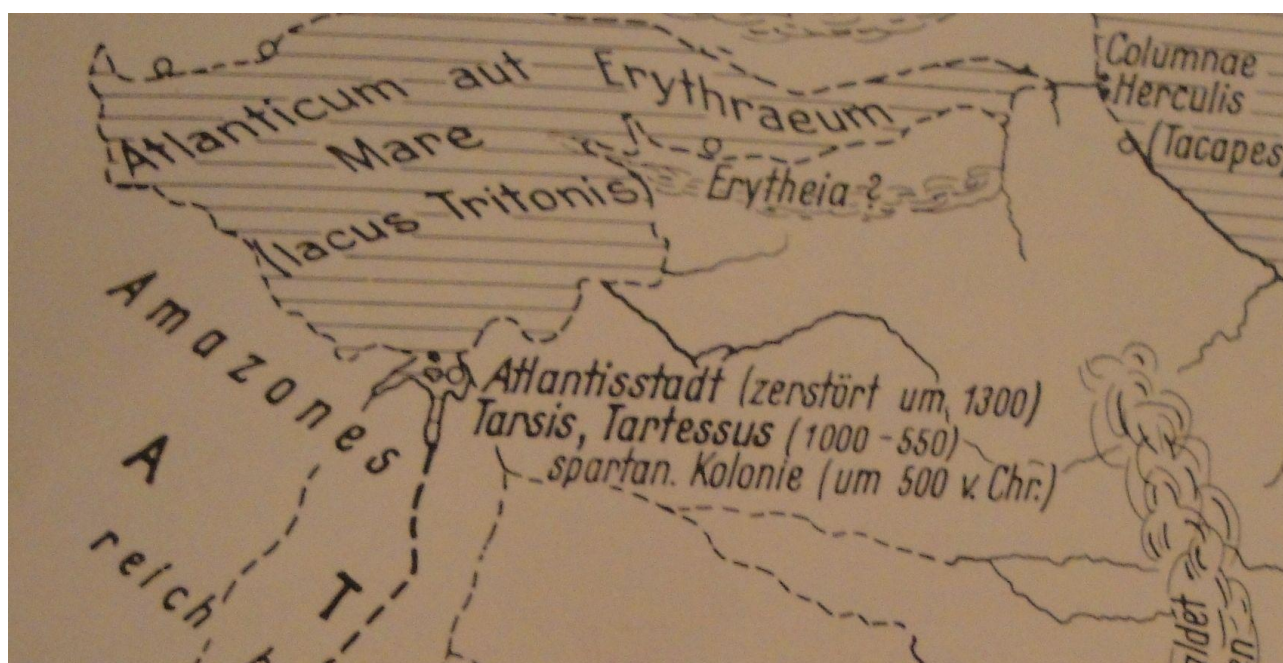 Atlanticum aut Erythraeum
Mare
(lacus Tritonis)
Columnae
Herculis
(Tacapes)
Erytheia ?
Amazones
Atlantisstadt (zerstört um 1300)
Tarsis, Tartessus (1000-550)
spartan. Kolonie (um 500 v. Chr.)
A
T
reich